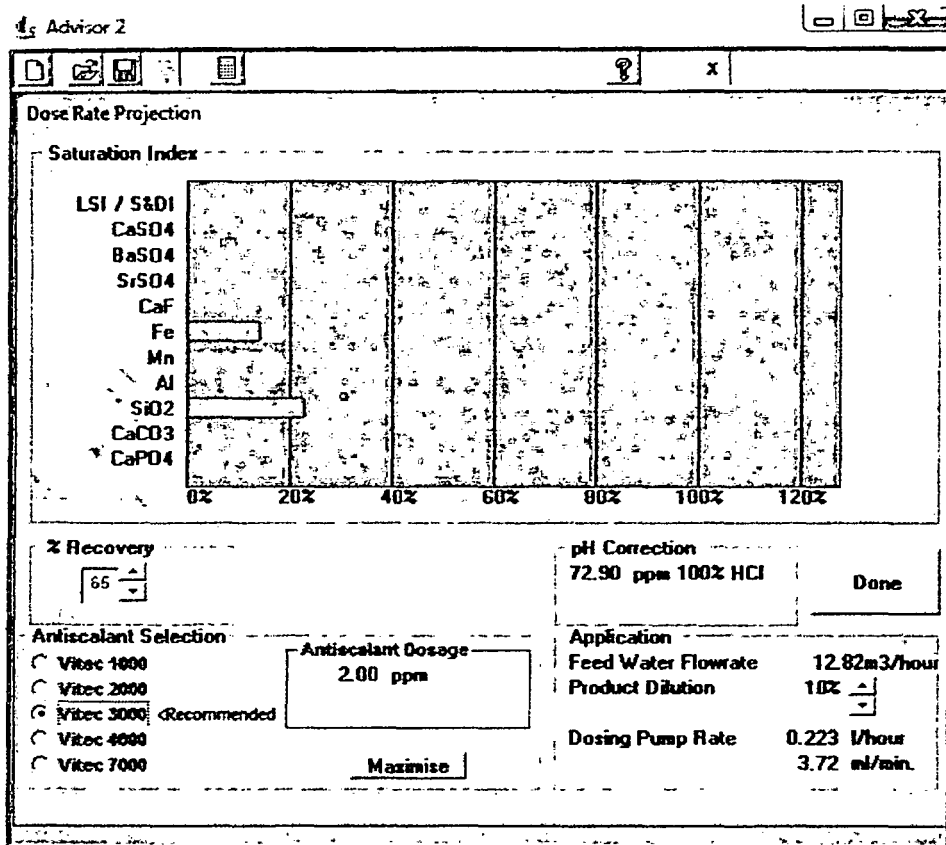 Advisor 2
Dose Rate Projection
Saturation Index
LSI / S&DI
CaSO4
BaSO4
SrSO4
CaF
Fe
Mn
Al
SiO2
CaCO3
CaPO4
0% 20% 40% 60% 80% 100% 120%
% Recovery
65
pH Correction
72.90 ppm 100% HCl
Done
Antiscalant Selection
Vitec 1000
Vitec 2000
Vitec 3000 <Recommended
Vitec 4000
Vitec 7000
Antiscalant Dosage
2.00 ppm
Maximise
Application
Feed Water Flowrate 12.82m3/hour
Product Dilution 10%
Dosing Pump Rate 0.223 l/hour
3.72 ml/min.